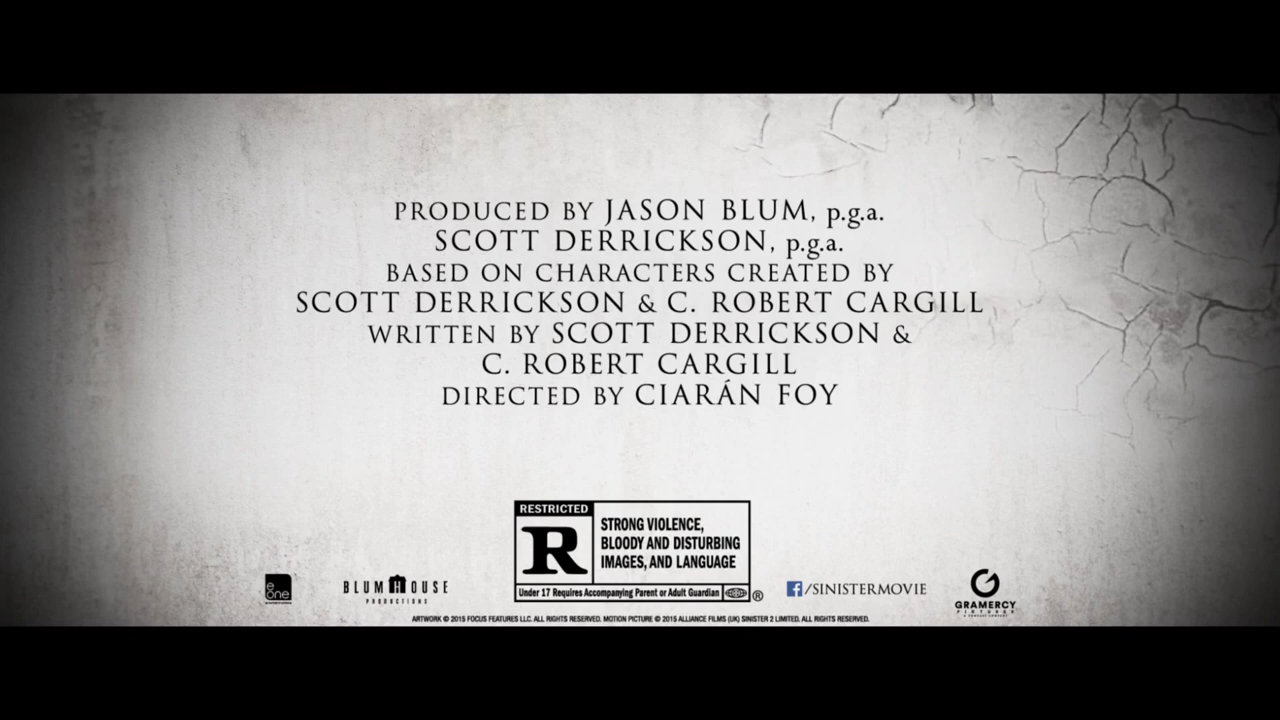 PRODUCED BY JASON BLUM, p.g.a.
SCOTT DERRICKSON, p.g.a.
BASED ON CHARACTERS CREATED BY
SCOTT DERRICKSON & C. ROBERT CARGILL
WRITTEN BY SCOTT DERRICKSON &
C. ROBERT CARGILL
DIRECTED BY CIARÁN FOY
RESTRICTED
R
STRONG VIOLENCE,
BLOODY AND DISTURBING
IMAGES, AND LANGUAGE
Under 17 Requires Accompanying Parent or Adult Guardian ®
e one
BLUMHOUSE
PRODUCTIONS
f/SINISTERMOVIE
G
GRAMERCY
PICTURES
ARTWORK © 2015 FOCUS FEATURES LLC. ALL RIGHTS RESERVED. MOTION PICTURE © 2015 ALLIANCE FILMS (UK) SINISTER 2 LIMITED. ALL RIGHTS RESERVED.